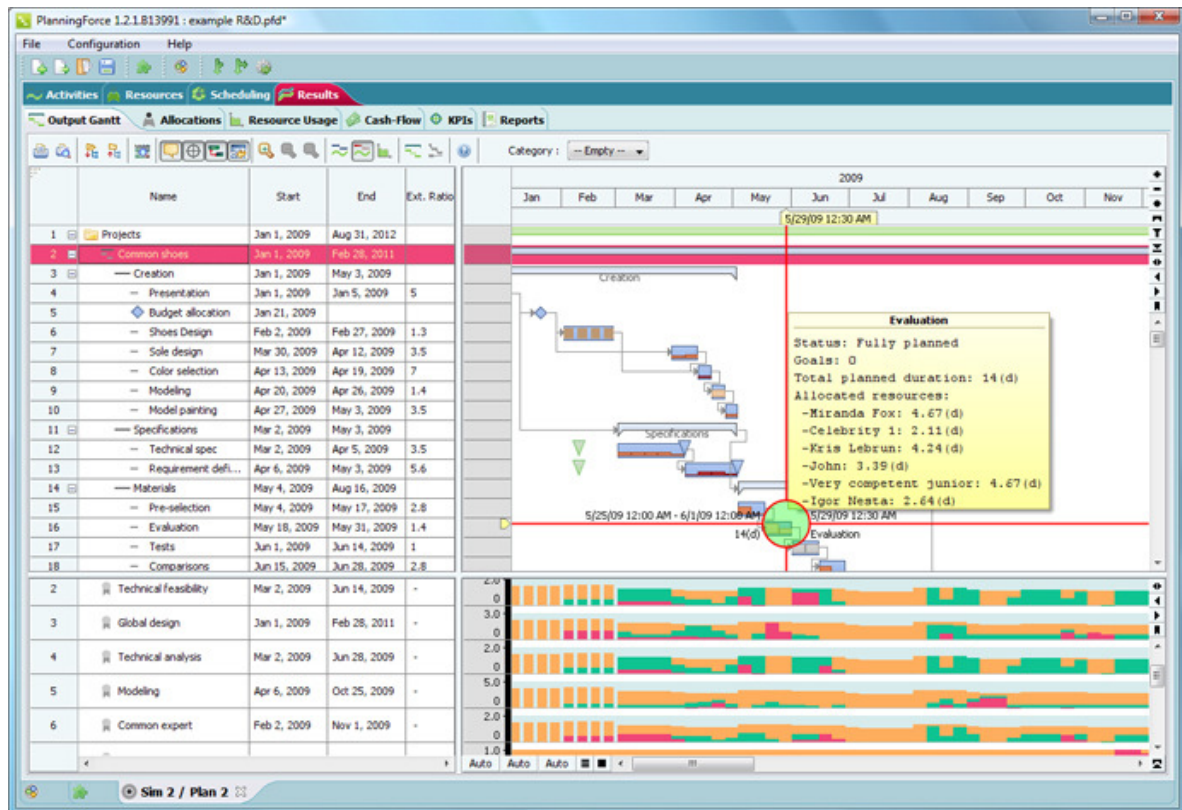 PlanningForce 1.2.1.B13991 : example R&D.pfd*
File Configuration Help
Activities Resources Scheduling Results
Output Gantt Allocations Resource Usage Cash-Flow KPIs Reports
Category : -- Empty --
Name Start End Ext. Ratio
2009
Jan Feb Mar Apr May Jun Jul Aug Sep Oct Nov
5/29/09 12:30 AM
1 Projects Jan 1, 2009 Aug 31, 2012
2 Common shoes Jan 1, 2009 Feb 28, 2011
3 Creation Jan 1, 2009 May 3, 2009
4 Presentation Jan 1, 2009 Jan 5, 2009 5
5 Budget allocation Jan 21, 2009
6 Shoes Design Feb 2, 2009 Feb 27, 2009 1.3
7 Sole design Mar 30, 2009 Apr 12, 2009 3.5
8 Color selection Apr 13, 2009 Apr 19, 2009 7
9 Modeling Apr 20, 2009 Apr 26, 2009 1.4
10 Model painting Apr 27, 2009 May 3, 2009 3.5
11 Specifications Mar 2, 2009 May 3, 2009
12 Technical spec Mar 2, 2009 Apr 5, 2009 3.5
13 Requirement defi... Apr 6, 2009 May 3, 2009 5.6
14 Materials May 4, 2009 Aug 16, 2009
15 Pre-selection May 4, 2009 May 17, 2009 2.8
16 Evaluation May 18, 2009 May 31, 2009 1.4
17 Tests Jun 1, 2009 Jun 14, 2009 1
18 Comparisons Jun 15, 2009 Jun 28, 2009 2.8
Creation
Specifications
Evaluation
Status: Fully planned
Goals: 0
Total planned duration: 14(d)
Allocated resources:
-Miranda Fox: 4.67(d)
-Celebrity 1: 2.11(d)
-Kris Lebrun: 4.24(d)
-John: 3.39(d)
-Very competent junior: 4.67(d)
-Igor Nesta: 2.64(d)
5/25/09 12:00 AM - 6/1/09 12:00 AM 5/29/09 12:30 AM
14(d) Evaluation
2 Technical feasibility Mar 2, 2009 Jun 14, 2009 - 2.0 0
3 Global design Jan 1, 2009 Feb 28, 2011 - 3.0 0
4 Technical analysis Mar 2, 2009 Jun 28, 2009 - 2.0 0
5 Modeling Apr 6, 2009 Oct 25, 2009 - 5.0 0
6 Common expert Feb 2, 2009 Nov 1, 2009 - 2.0 0
1.0
Auto Auto Auto
Sim 2 / Plan 2